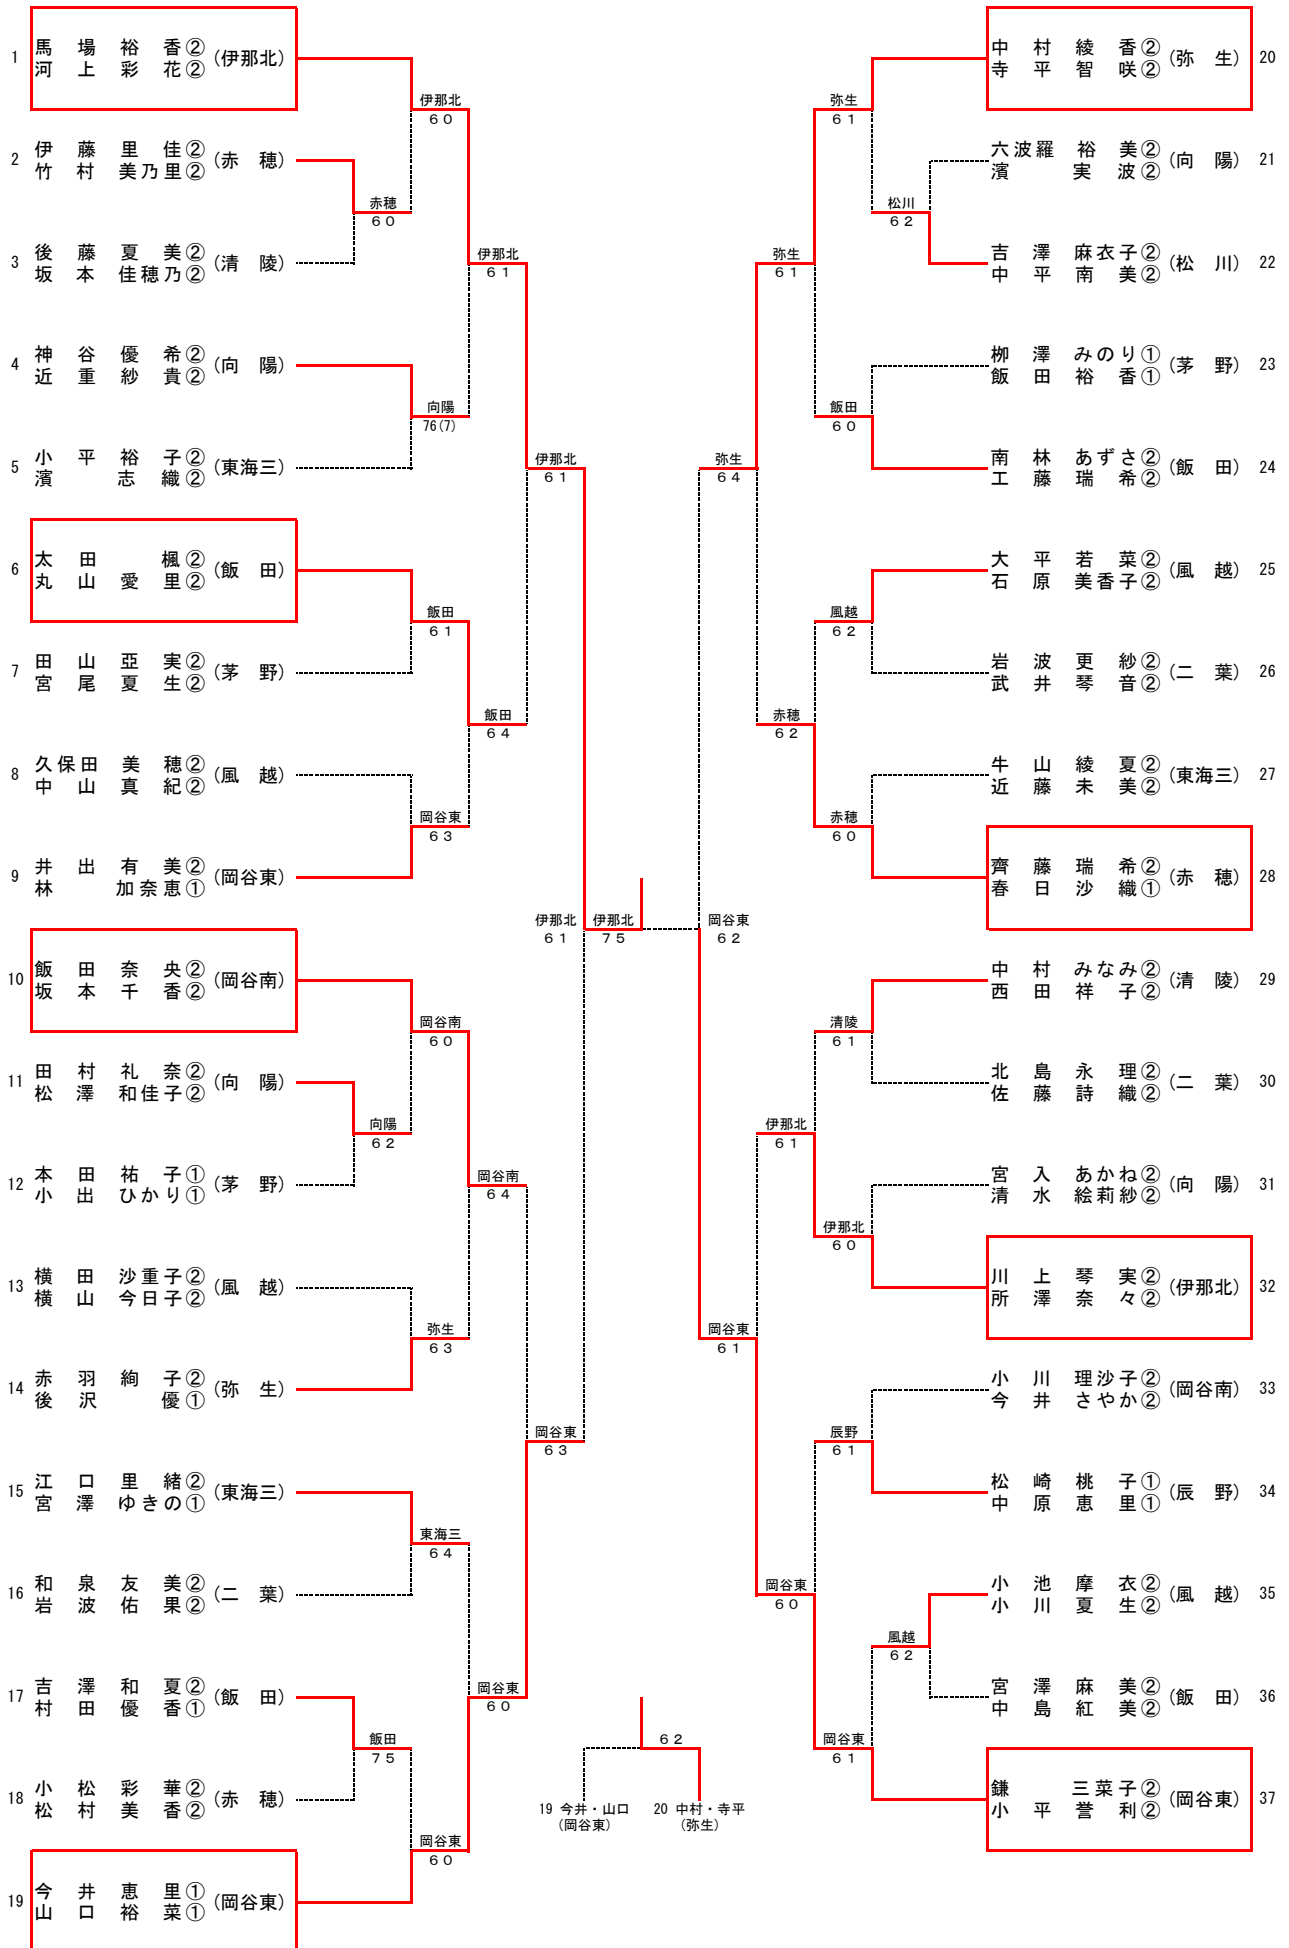 1 馬場裕香② (伊那北)
河上彩花②
2 伊藤里佳② (赤穂)
竹村美乃里②
3 後藤夏美② (清陵)
坂本佳穂乃②
4 神谷優希② (向陽)
近重紗貴②
5 小平裕子② (東海三)
濱志織②
6 太田楓② (飯田)
丸山愛里②
7 田山亞実② (茅野)
宮尾夏生②
8 久保田美穂② (風越)
中山真紀②
9 井出有美② (岡谷東)
林加奈恵①
10 飯田奈央② (岡谷南)
坂本千香②
11 田村礼奈② (向陽)
松澤和佳子②
12 本田祐子① (茅野)
小出ひかり①
13 横田沙重子② (風越)
横山今日子②
14 赤羽絢子② (弥生)
後沢優①
15 江口里緒② (東海三)
宮澤ゆきの①
16 和泉友美② (二葉)
岩波佑果②
17 吉澤和夏② (飯田)
村田優香①
18 小松彩華② (赤穂)
松村美香②
19 今井恵里① (岡谷東)
山口裕菜①
赤穂
60
向陽
62
飯田
75
伊那北
60
向陽
76(7)
飯田
61
岡谷東
63
岡谷南
60
弥生
63
東海三
64
岡谷東
60
伊那北
61
飯田
64
岡谷南
64
岡谷東
60
伊那北
61
岡谷東
63
伊那北
61
伊那北
75
岡谷東
62
弥生
64
岡谷東
61
弥生
61
赤穂
62
伊那北
61
岡谷東
60
弥生
61
飯田
60
風越
62
赤穂
60
清陵
61
伊那北
60
辰野
61
岡谷東
61
松川
62
風越
62
中村綾香② (弥生) 20
寺平智咲②
六波羅裕美② (向陽) 21
濱実波②
吉澤麻衣子② (松川) 22
中平南美②
柳澤みのり① (茅野) 23
飯田裕香①
南林あずさ② (飯田) 24
工藤瑞希②
大平若菜② (風越) 25
石原美香子②
岩波更紗② (二葉) 26
武井琴音②
牛山綾夏② (東海三) 27
近藤未美②
齊藤瑞希② (赤穂) 28
春日沙織①
中村みなみ② (清陵) 29
西田祥子②
北島永理② (二葉) 30
佐藤詩織②
宮入あかね② (向陽) 31
清水絵莉紗②
川上琴実② (伊那北) 32
所澤奈々②
小川理沙子② (岡谷南) 33
今井さやか②
松崎桃子① (辰野) 34
中原恵里①
小池摩衣② (風越) 35
小川夏生②
宮澤麻美② (飯田) 36
中島紅美②
鎌三菜子② (岡谷東) 37
小平誉利②
62
19 今井・山口
(岡谷東)
20 中村・寺平
(弥生)